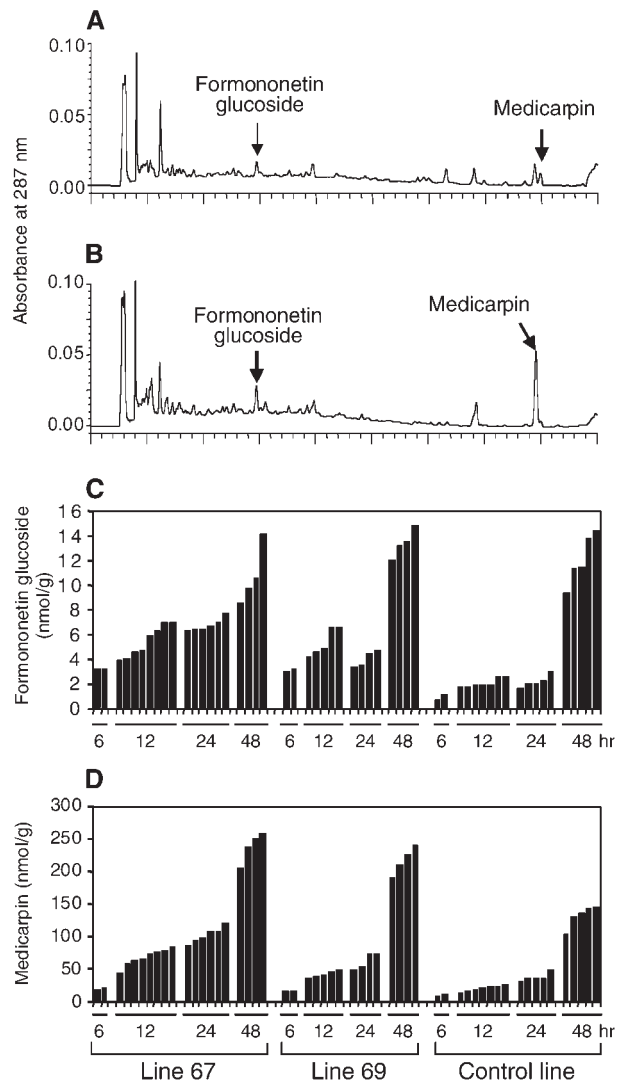 A
0.10
0.05
0.00
Formononetin
glucoside
Medicarpin
Absorbance at 287 nm
B
0.10
0.05
0.00
Formononetin
glucoside
Medicarpin
C
16
14
12
10
8
6
4
2
0
Formononetin glucoside
(nmol/g)
6 12 24 48 6 12 24 48 6 12 24 48 hr
D
300
250
200
150
100
50
0
Medicarpin (nmol/g)
6 12 24 48 6 12 24 48 6 12 24 48 hr
Line 67 Line 69 Control line